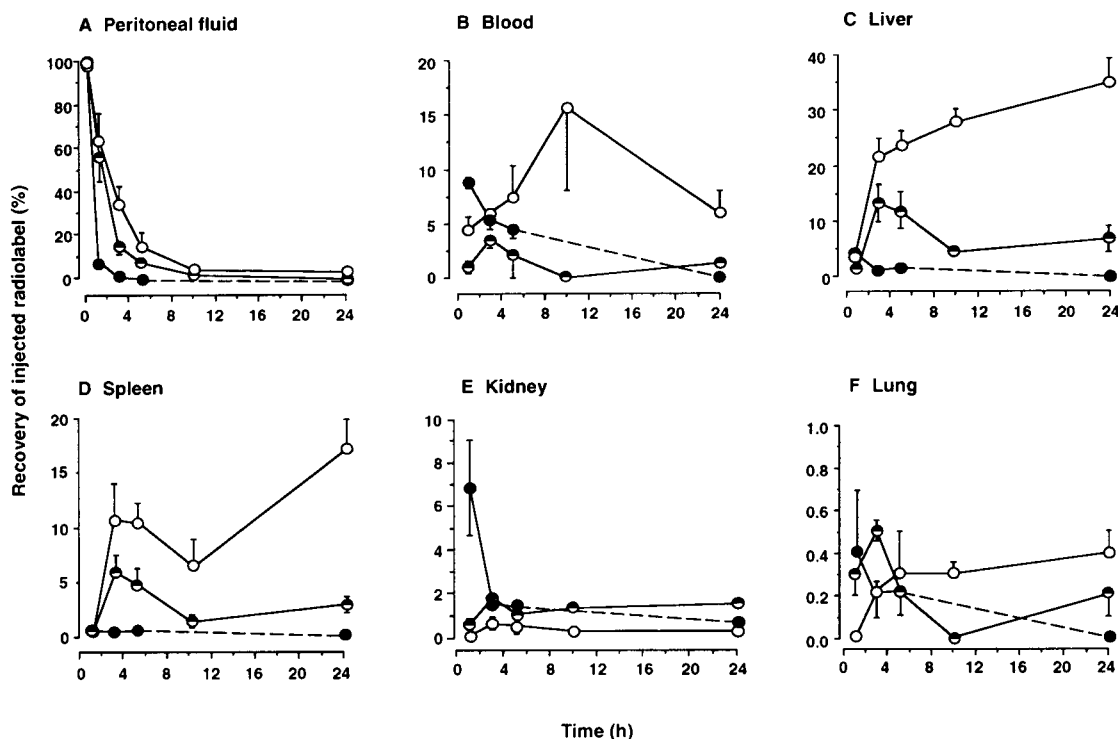 A Peritoneal fluid
B Blood
C Liver
100
80
60
40
20
10
0
0 4 8 12 16 20 24
20
15
10
5
0
0 4 8 12 16 20 24
40
30
20
10
0
0 4 8 12 16 20 24
Recovery of injected radiolabel (%)
D Spleen
E Kidney
F Lung
20
15
10
5
0
0 4 8 12 16 20 24
10
8
6
4
2
0
0 4 8 12 16 20 24
1.0
0.8
0.6
0.4
0.2
0.0
0 4 8 12 16 20 24
Time (h)